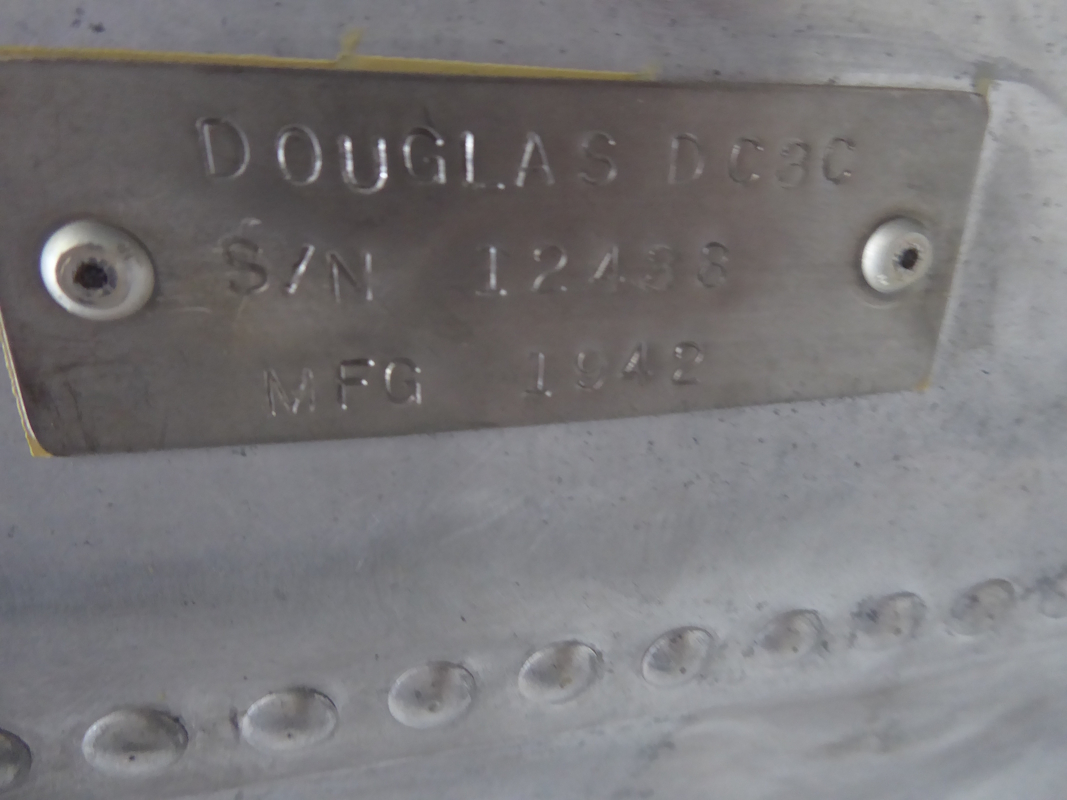 DOUGLAS DC3C
S/N 12438
MFG 1942